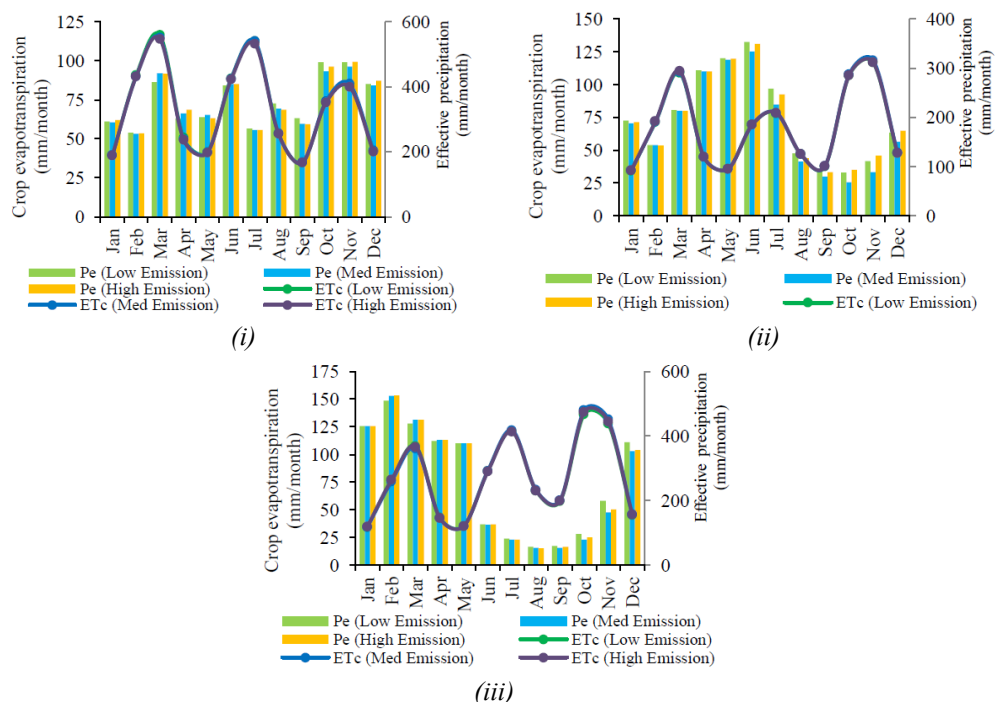 Crop evapotranspiration
(mm/month)
125
100
75
50
25
0
600
400
200
0
Effective precipitation
(mm/month)
Jan Feb Mar Apr May Jun Jul Aug Sep Oct Nov Dec
Pe (Low Emission) Pe (Med Emission)
Pe (High Emission) ETc (Low Emission)
ETc (Med Emission) ETc (High Emission)
(i)
Crop evapotranspiration
(mm/month)
150
125
100
75
50
25
0
400
300
200
100
0
Effective precipitation
(mm/month)
Jan Feb Mar Apr May Jun Jul Aug Sep Oct Nov Dec
Pe (Low Emission) Pe (Med Emission)
Pe (High Emission) ETc (Low Emission)
(ii)
Crop evapotranspiration
(mm/month)
175
150
125
100
75
50
25
0
600
400
200
0
Effective precipitation
(mm/month)
Jan Feb Mar Apr May Jun Jul Aug Sep Oct Nov Dec
Pe (Low Emission) Pe (Med Emission)
Pe (High Emission) ETc (Low Emission)
ETc (Med Emission) ETc (High Emission)
(iii)